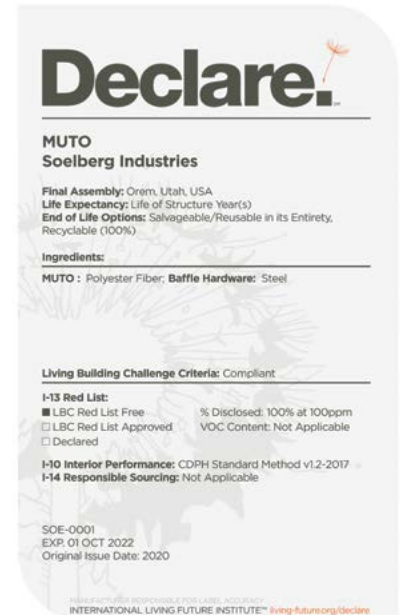 Declare.
MUTO
Soelberg Industries
Final Assembly: Orem, Utah, USA
Life Expectancy: Life of Structure Year(s)
End of Life Options: Salvageable/Reusable in its Entirety,
Recyclable (100%)
Ingredients:
MUTO : Polyester Fiber; Baffle Hardware: Steel
Living Building Challenge Criteria: Compliant
I-13 Red List:
■ LBC Red List Free % Disclosed: 100% at 100ppm
□ LBC Red List Approved VOC Content: Not Applicable
□ Declared
I-10 Interior Performance: CDPH Standard Method v1.2-2017
I-14 Responsible Sourcing: Not Applicable
SOE-0001
EXP. 01 OCT 2022
Original Issue Date: 2020
MANUFACTURER RESPONSIBLE FOR LABEL ACCURACY
INTERNATIONAL LIVING FUTURE INSTITUTE™ living-future.org/declare